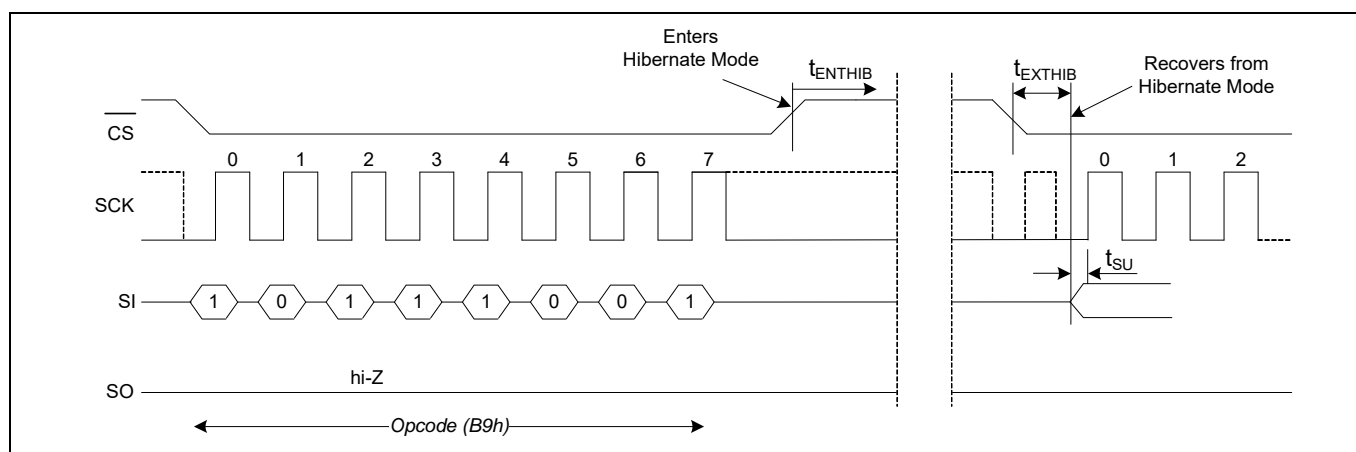 Enters
Hibernate Mode
tENTHIB
tEXTHIB
Recovers from
Hibernate Mode
CS
0 1 2 3 4 5 6 7 0 1 2
SCK
tSU
SI 1 0 1 1 1 0 0 1
hi-Z
SO
Opcode (B9h)